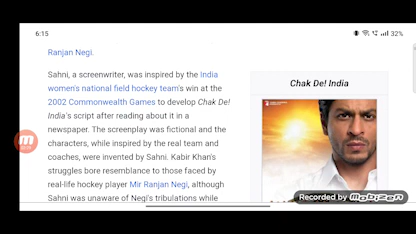 6:15
32%
Ranjan Negi.
Sahni, a screenwriter, was inspired by the India
women's national field hockey team's win at the
2002 Commonwealth Games to develop Chak De!
India's script after reading about it in a
newspaper. The screenplay was fictional and the
characters, while inspired by the real team and
coaches, were invented by Sahni. Kabir Khan's
struggles bore resemblance to those faced by
real-life hockey player Mir Ranjan Negi, although
Sahni was unaware of Negi's tribulations while
Chak De! India
Recorded by Mobizen